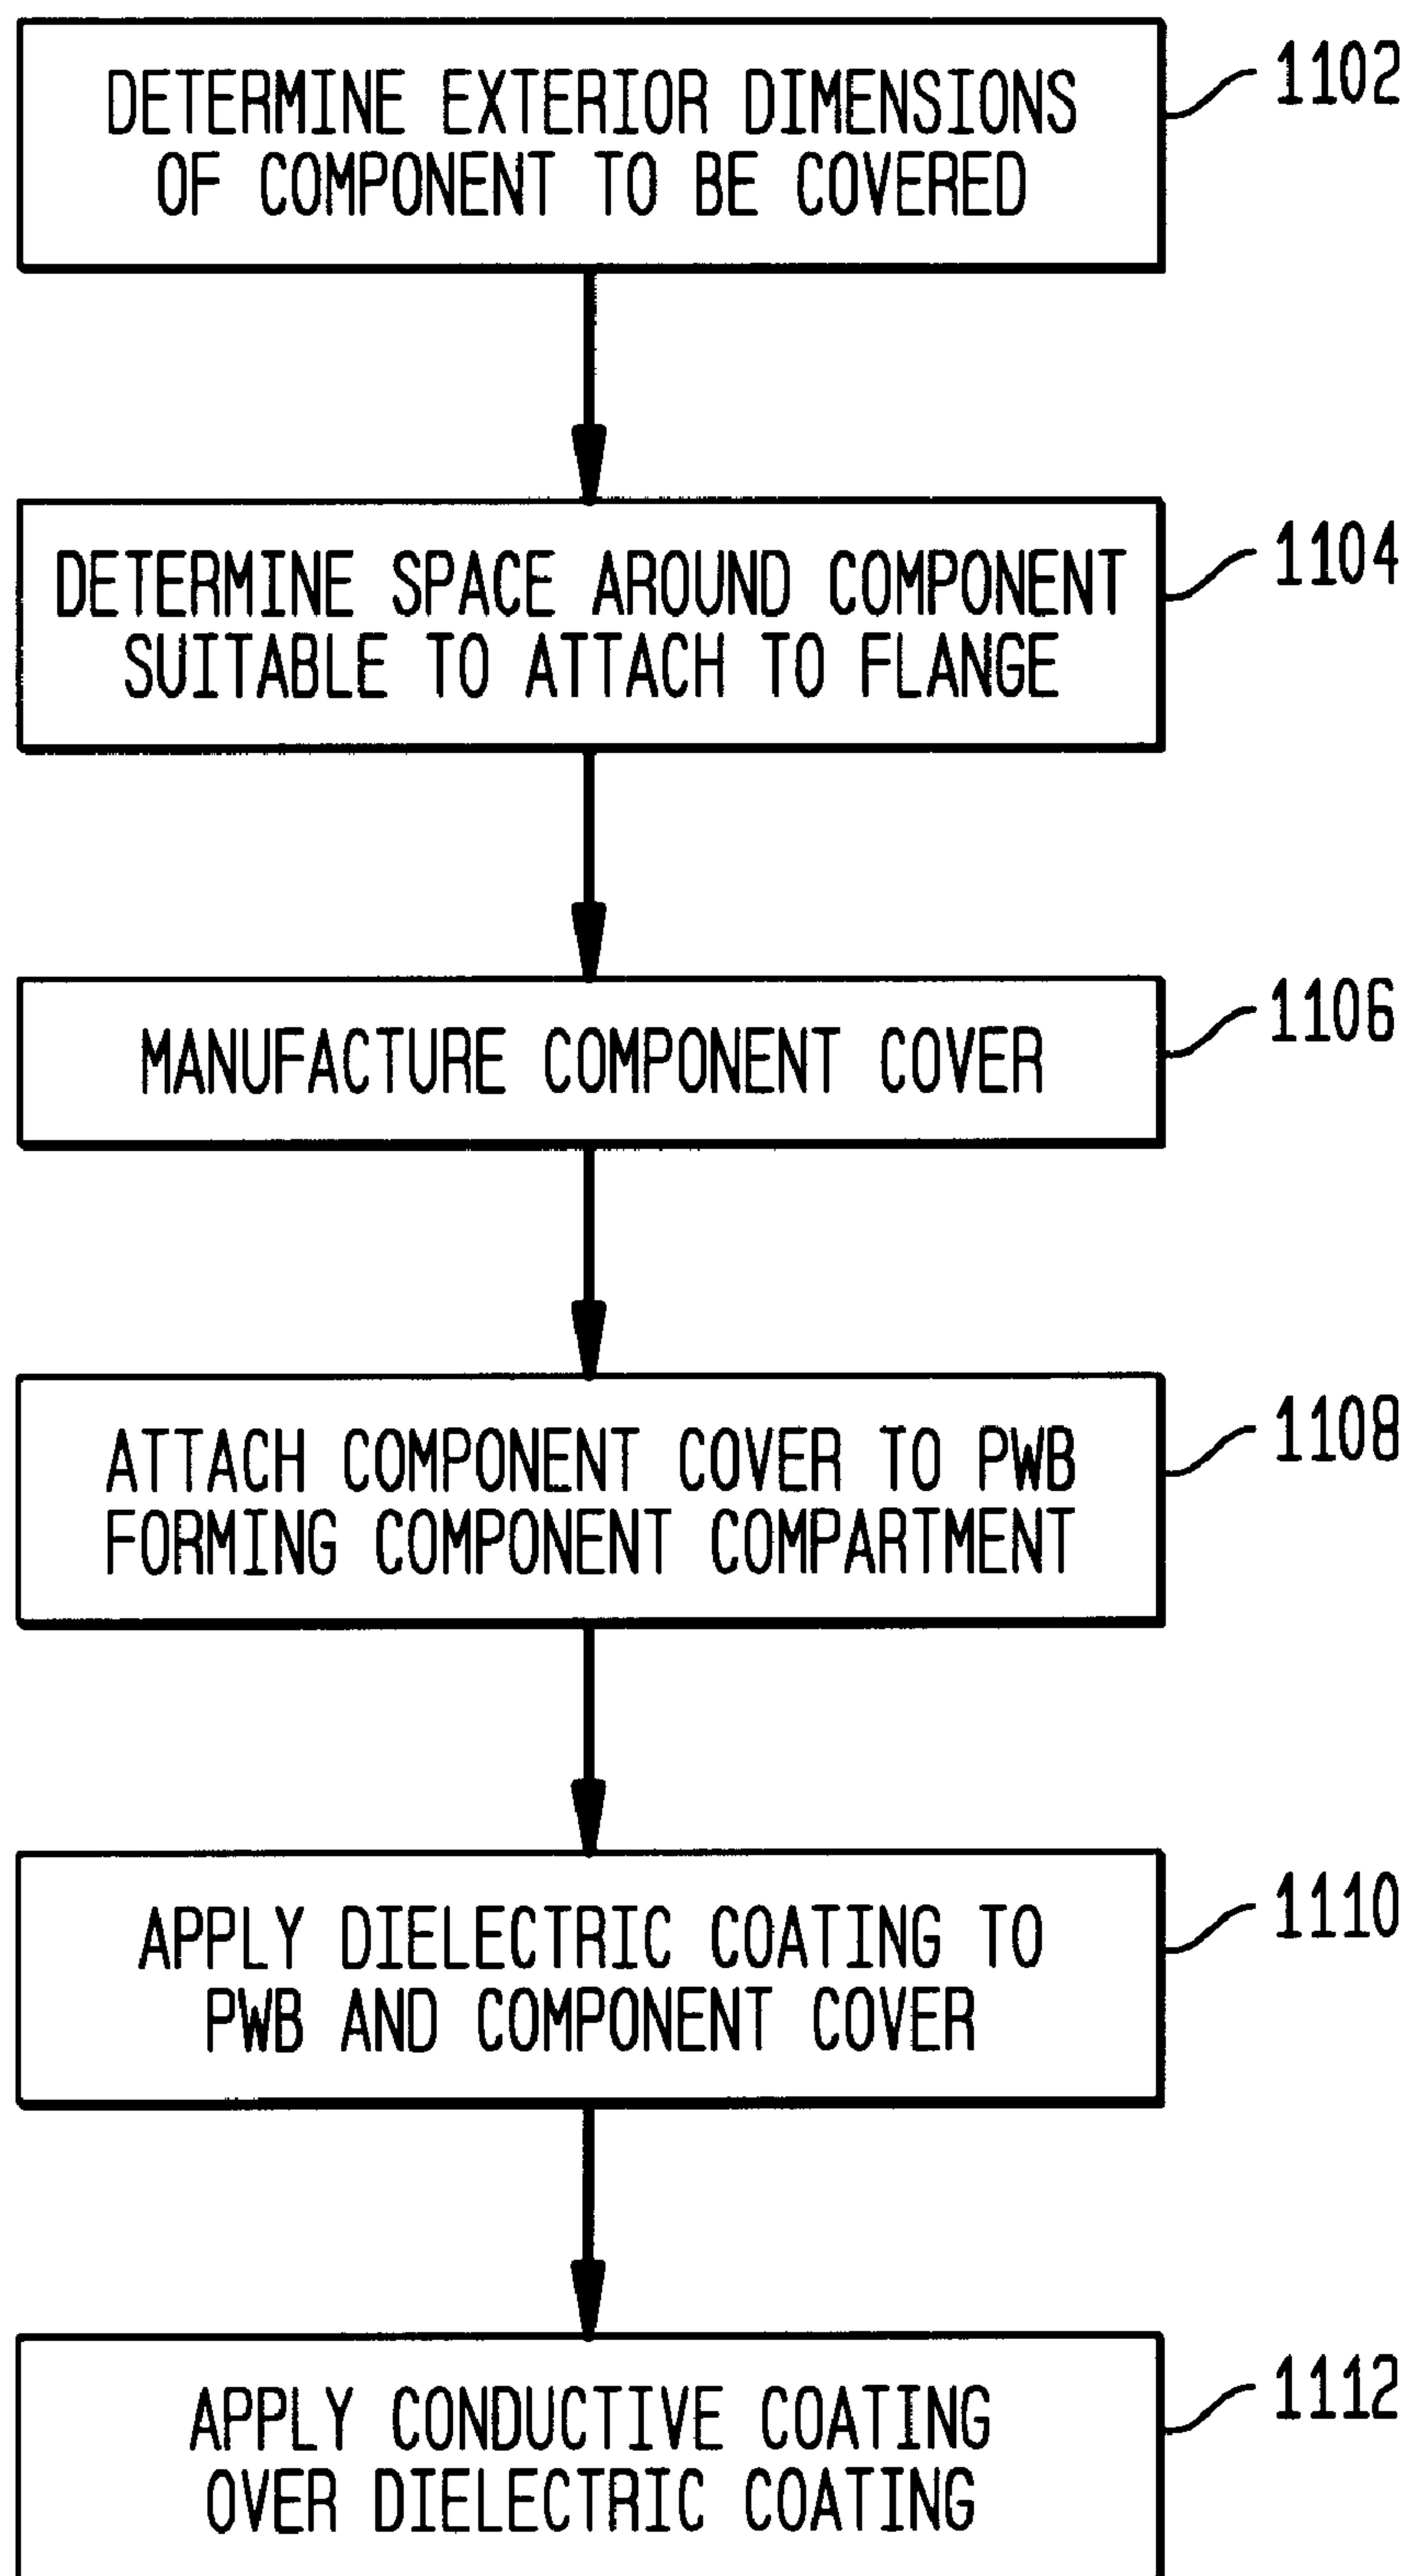 DETERMINE EXTERIOR DIMENSIONS
OF COMPONENT TO BE COVERED
1102
DETERMINE SPACE AROUND COMPONENT
SUITABLE TO ATTACH TO FLANGE
1104
MANUFACTURE COMPONENT COVER
1106
ATTACH COMPONENT COVER TO PWB
FORMING COMPONENT COMPARTMENT
1108
APPLY DIELECTRIC COATING TO
PWB AND COMPONENT COVER
1110
APPLY CONDUCTIVE COATING
OVER DIELECTRIC COATING
1112